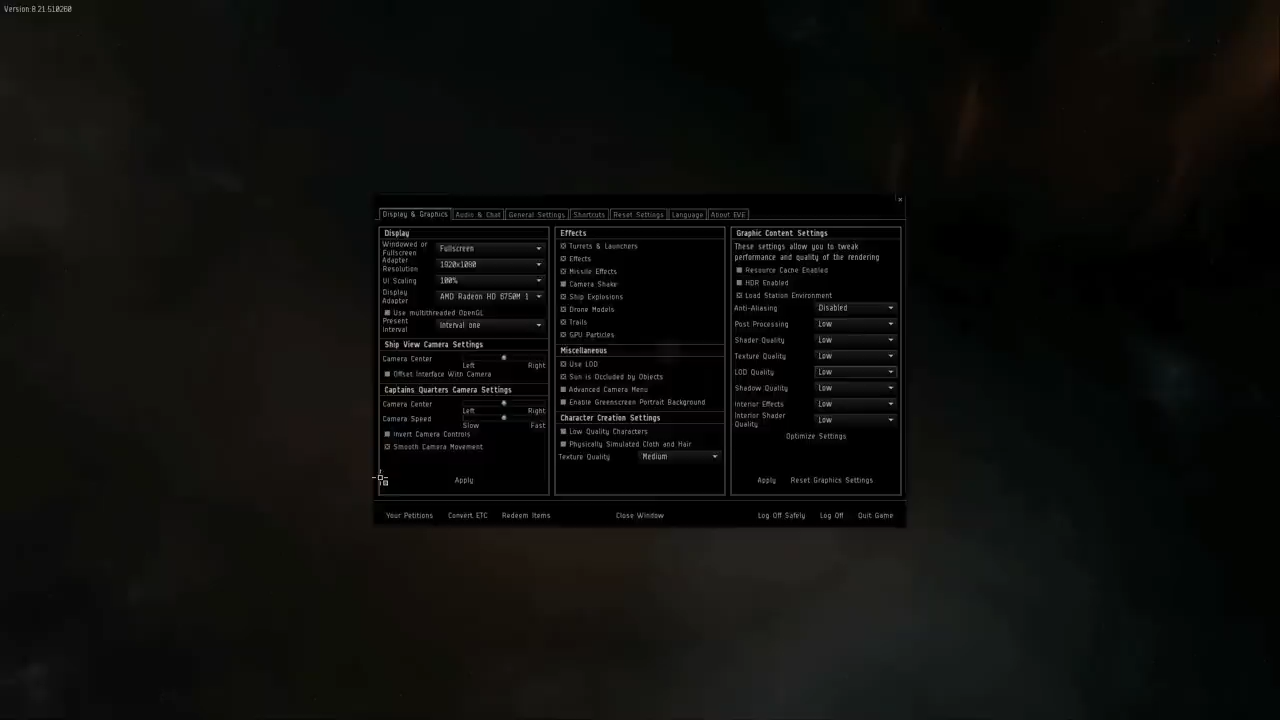 Version 8.21.510260
Display & Graphics Audio & Chat General Settings Shortcuts Reset Settings Language About EVE
Display
Windowed or Fullscreen Fullscreen
Adapter Resolution 1920x1080
UI Scaling 100%
Display Adapter AMD Radeon HD 6750M 1
Use multithreaded OpenGL
Present Interval Interval one
Ship View Camera Settings
Camera Center
Left Right
Offset Interface With Camera
Captains Quarters Camera Settings
Camera Center
Left Right
Camera Speed
Slow Fast
Invert Camera Controls
Smooth Camera Movement
Apply
Effects
Turrets & Launchers
Effects
Missile Effects
Camera Shake
Ship Explosions
Drone Models
Trails
GPU Particles
Miscellaneous
Use LOD
Sun is Occluded by Objects
Advanced Camera Menu
Enable Greenscreen Portrait Background
Character Creation Settings
Low Quality Characters
Physically Simulated Cloth and Hair
Texture Quality Medium
Graphic Content Settings
These settings allow you to tweak
performance and quality of the rendering
Resource Cache Enabled
HDR Enabled
Load Station Environment
Anti-Aliasing Disabled
Post Processing Low
Shader Quality Low
Texture Quality Low
LOD Quality Low
Shadow Quality Low
Interior Effects Low
Interior Shader Quality Low
Optimize Settings
Apply Reset Graphics Settings
Your Petitions Convert ETC Redeem Items Close Window Log Off Safely Log Off Quit Game